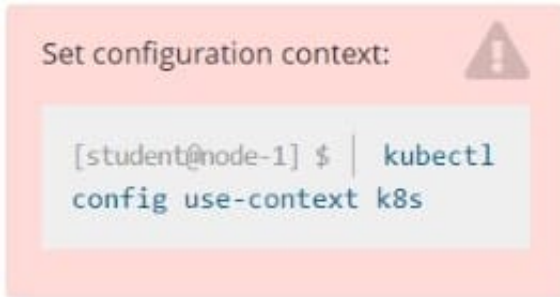 Set configuration context:
[student@node-1] $ | kubectl
config use-context k8s